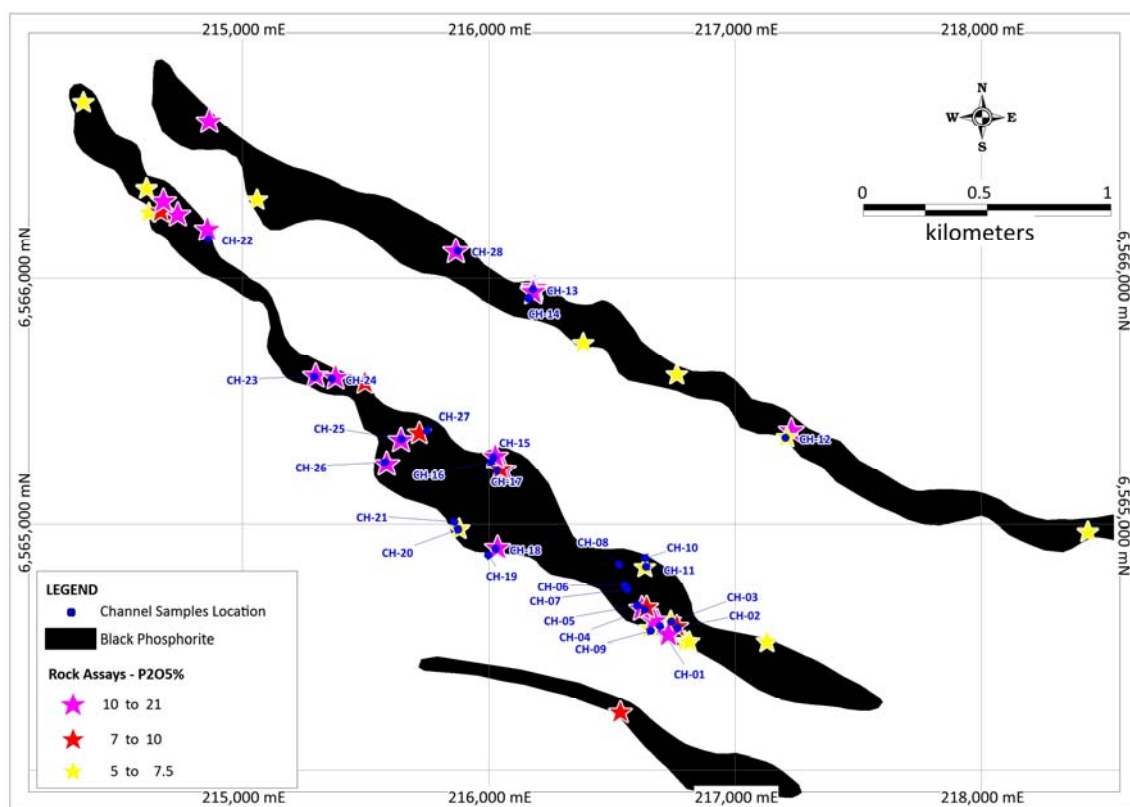 215,000 mE 216,000 mE 217,000 mE 218,000 mE
N
W E
S
0 0.5 1
kilometers
6,566,000 mN
6,566,000 mN
CH-22
CH-28
CH-13
CH-14
CH-23
CH-24
CH-27
CH-25
CH-12
CH-15
CH-26
CH-16
CH-17
6,565,000 mN
6,565,000 mN
CH-21
CH-20
CH-18
CH-08
CH-10
CH-19
CH-11
CH-06
CH-07
CH-03
CH-05
CH-02
CH-04
CH-09
CH-01
LEGEND
Channel Samples Location
Black Phosphorite
Rock Assays - P2O5%
10 to 21
7 to 10
5 to 7.5
215,000 mE 216,000 mE 217,000 mE 218,000 mE